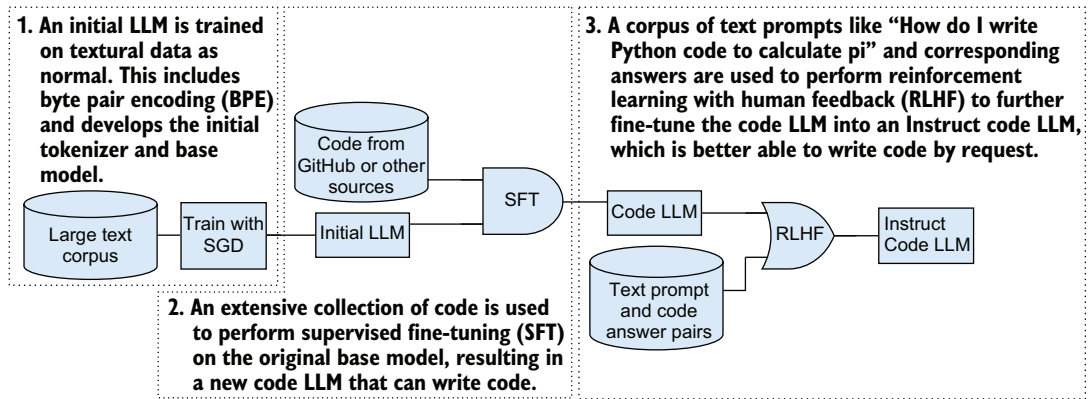 1. An initial LLM is trained
on textural data as
normal. This includes
byte pair encoding (BPE)
and develops the initial
tokenizer and base
model.
Large text
corpus
Train with
SGD
Code from
GitHub or other
sources
Initial LLM
SFT
2. An extensive collection of code is used
to perform supervised fine-tuning (SFT)
on the original base model, resulting in
a new code LLM that can write code.
3. A corpus of text prompts like “How do I write
Python code to calculate pi” and corresponding
answers are used to perform reinforcement
learning with human feedback (RLHF) to further
fine-tune the code LLM into an Instruct code LLM,
which is better able to write code by request.
Code LLM
Text prompt
and code
answer pairs
RLHF
Instruct
Code LLM